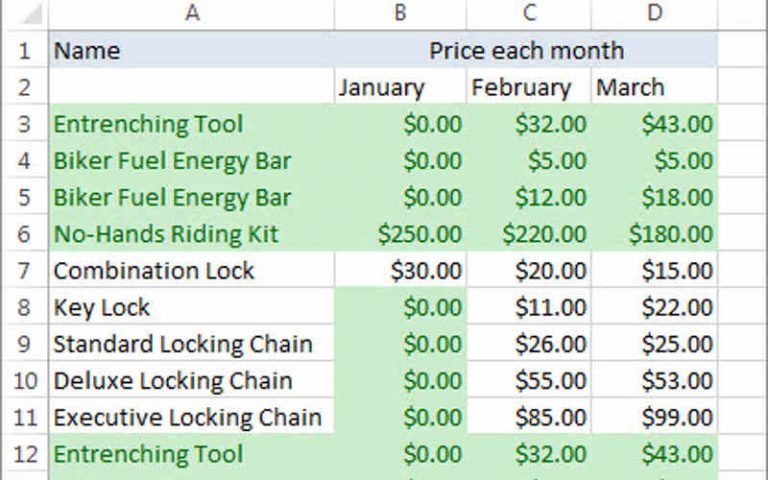 A B C D
1 Name Price each month
2 January February March
3 Entrenching Tool $0.00 $32.00 $43.00
4 Biker Fuel Energy Bar $0.00 $5.00 $5.00
5 Biker Fuel Energy Bar $0.00 $12.00 $18.00
6 No-Hands Riding Kit $250.00 $220.00 $180.00
7 Combination Lock $30.00 $20.00 $15.00
8 Key Lock $0.00 $11.00 $22.00
9 Standard Locking Chain $0.00 $26.00 $25.00
10 Deluxe Locking Chain $0.00 $55.00 $53.00
11 Executive Locking Chain $0.00 $85.00 $99.00
12 Entrenching Tool $0.00 $32.00 $43.00